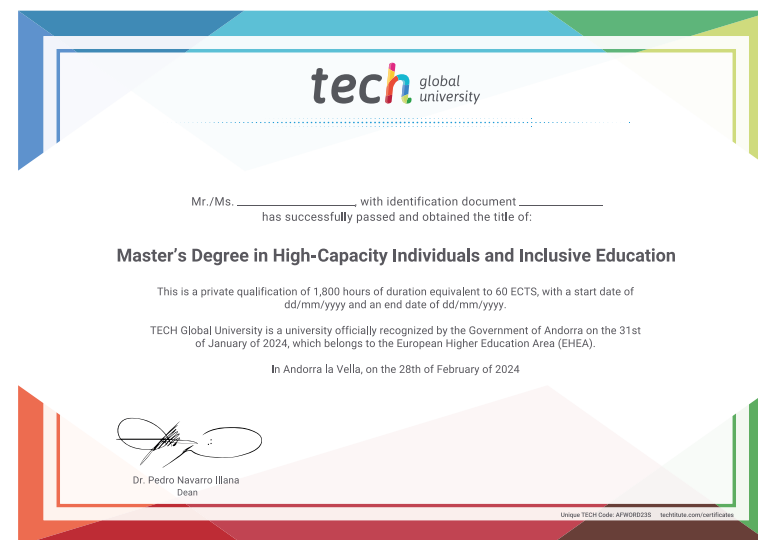 tech global
university
Mr./Ms. __________________, with identification document _____________
has successfully passed and obtained the title of:
Master's Degree in High-Capacity Individuals and Inclusive Education
This is a private qualification of 1,800 hours of duration equivalent to 60 ECTS, with a start date of
dd/mm/yyyy and an end date of dd/mm/yyyy.
TECH Global University is a university officially recognized by the Government of Andorra on the 31st
of January of 2024, which belongs to the European Higher Education Area (EHEA).
In Andorra la Vella, on the 28th of February of 2024
Dr. Pedro Navarro Illana
Dean
Unique TECH Code: AFWORD23S techtitute.com/certificates